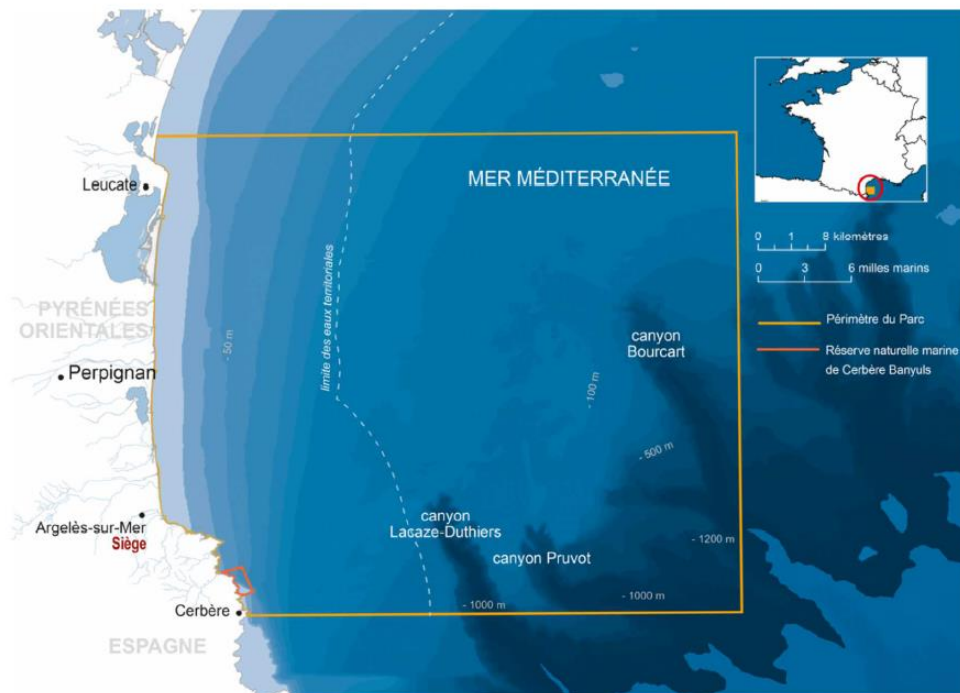 MER MÉDITERRANÉE
Leucate
PYRÉNÉES
ORIENTALES
Perpignan
Argelès-sur-Mer
Siège
Cerbère
ESPAGNE
- 50 m
limite des eaux territoriales
canyon
Bourcart
- 100 m
- 500 m
canyon
Lacaze-Duthiers
canyon Pruvot
- 1200 m
- 1000 m
- 1000 m
0 1 8 kilomètres
0 3 6 milles marins
Périmètre du Parc
Réserve naturelle marine
de Cerbère Banyuls